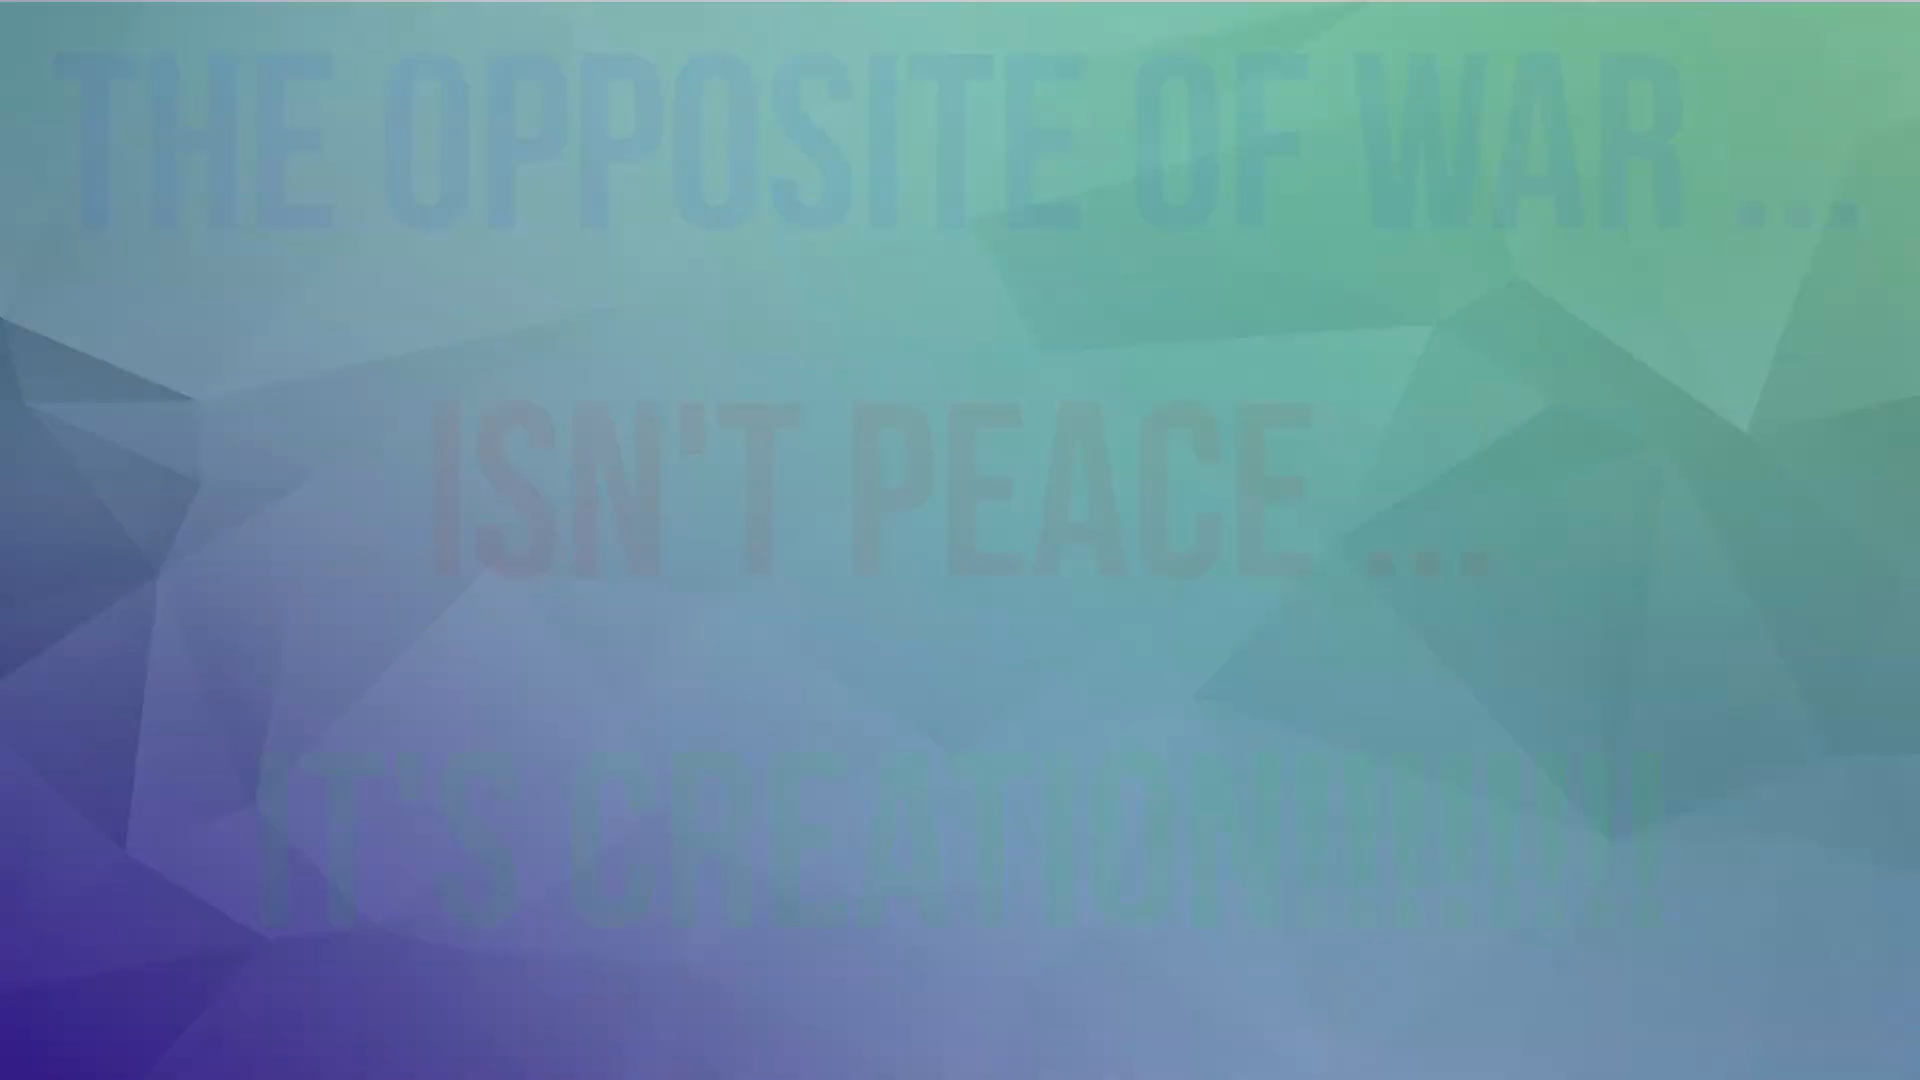 THE OPPOSITE OF WAR ...
ISN'T PEACE ...
IT'S CREATION!!!!!!!!!!